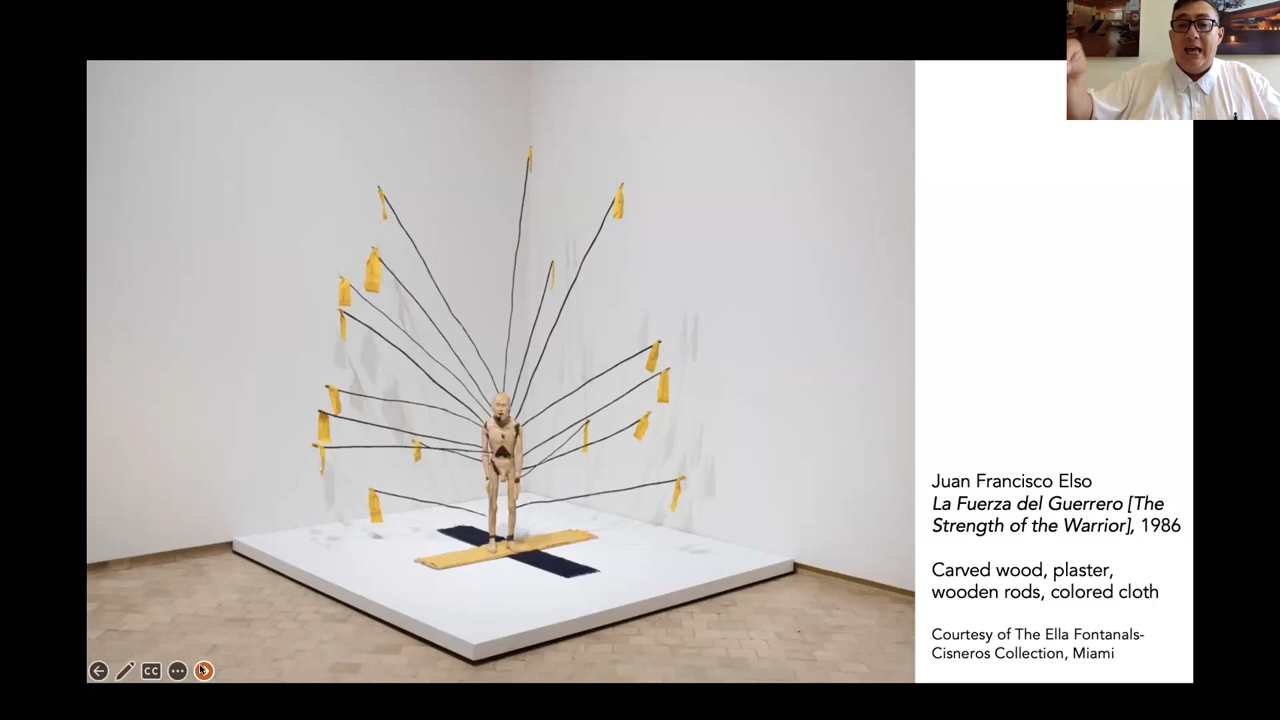 Juan Francisco Elso
La Fuerza del Guerrero [The
Strength of the Warrior], 1986
Carved wood, plaster,
wooden rods, colored cloth
Courtesy of The Ella Fontanals-
Cisneros Collection, Miami
CC